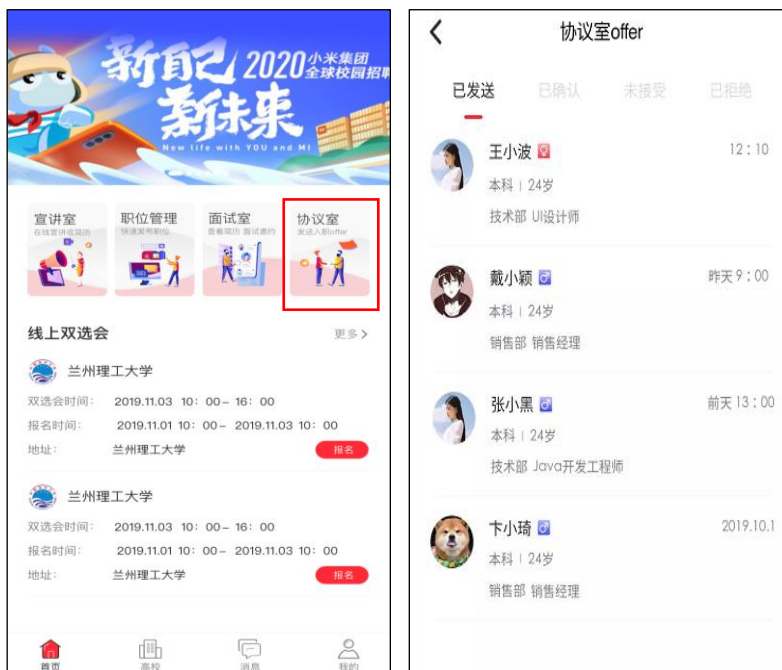 新自己 2020 小米集团
全球校园招聘
新未来
New life with YOU and MI
宣讲室 职位管理 面试室 协议室
在线宣讲收简历 快速发布职位 查看简历 面试邀约 发送入职offer
线上双选会 更多>
兰州理工大学
双选会时间： 2019.11.03 10：00- 16：00
报名时间： 2019.11.01 10：00- 2019.11.03 10：00
地址： 兰州理工大学 报名
兰州理工大学
双选会时间： 2019.11.03 10：00- 16：00
报名时间： 2019.11.01 10：00- 2019.11.03 10：00
地址： 兰州理工大学 报名
首页 高校 消息 我的
协议室offer
已发送 已确认 未接受 已拒绝
王小波 12：10
本科 | 24岁
技术部 UI设计师
戴小颖 昨天 9：00
本科 | 24岁
销售部 销售经理
张小黑 前天 13：00
本科 | 24岁
技术部 Java开发工程师
卞小琦 2019.10.1
本科 | 24岁
销售部 销售经理